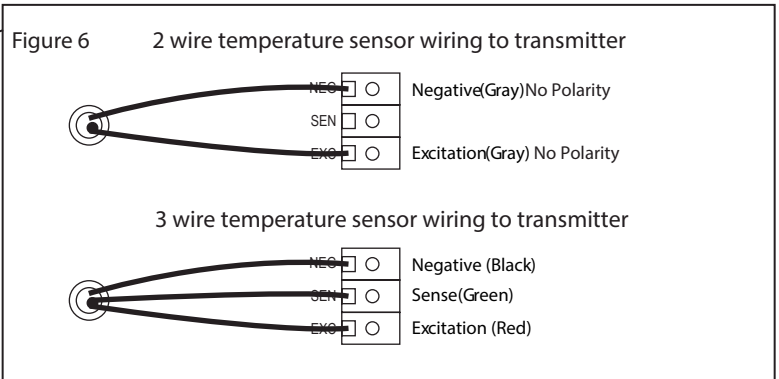 Figure 6 2 wire temperature sensor wiring to transmitter
NEG Negative(Gray)No Polarity
SEN
EXC Excitation(Gray) No Polarity
3 wire temperature sensor wiring to transmitter
NEG Negative (Black)
SEN Sense(Green)
EXC Excitation (Red)